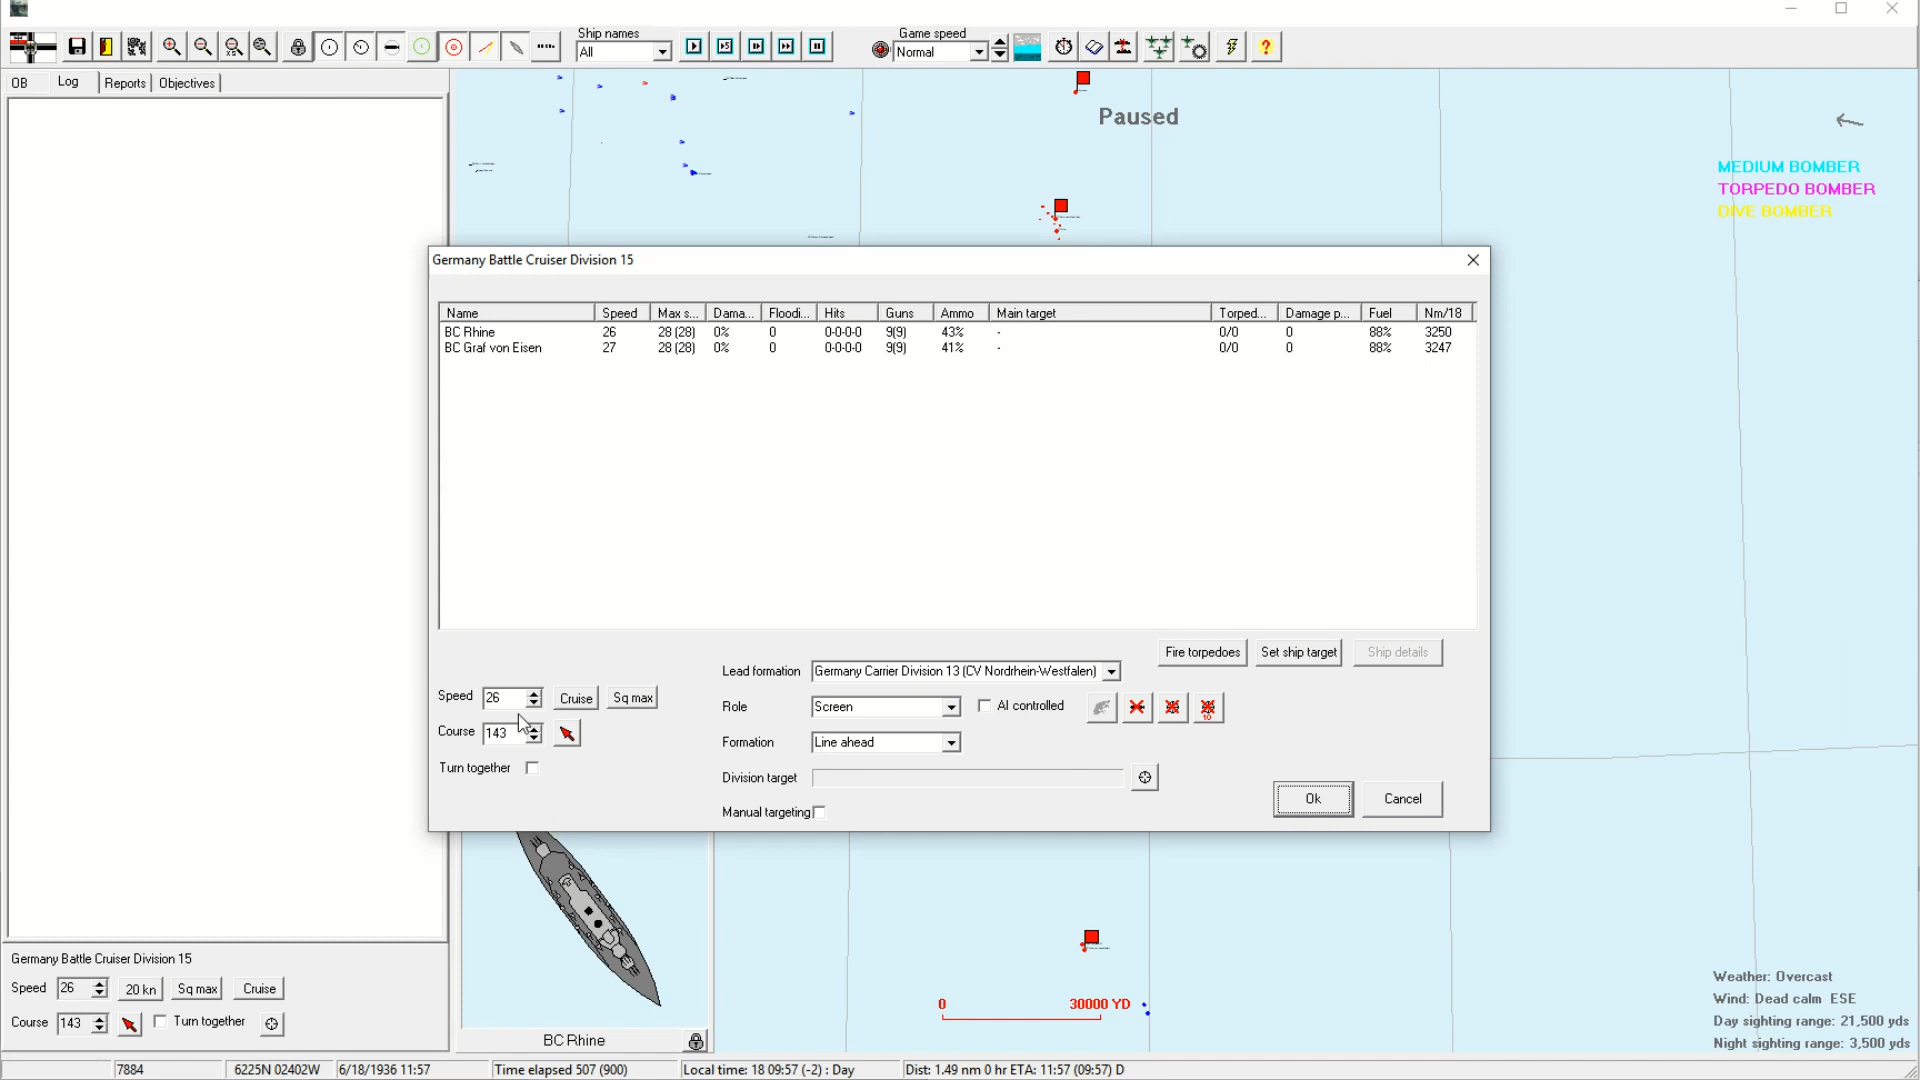 Ship names
All
Game speed
Normal
OB
Log
Reports
Objectives
Paused
MEDIUM BOMBER
TORPEDO BOMBER
DIVE BOMBER
Germany Battle Cruiser Division 15
Name Speed Max s... Dama... Floodi... Hits Guns Ammo Main target Torped... Damage p... Fuel Nm/18
BC Rhine 26 28 (28) 0% 0 0-0-0-0 9(9) 43% - 0/0 0 88% 3250
BC Graf von Eisen 27 28 (28) 0% 0 0-0-0-0 9(9) 41% - 0/0 0 88% 3247
Fire torpedoes
Set ship target
Ship details
Lead formation Germany Carrier Division 13 (CV Nordrhein-Westfalen)
Speed 26 Cruise Sq max
Role Screen AI controlled
10
Course 143
Formation Line ahead
Turn together
Division target
Ok
Cancel
Manual targeting
Germany Battle Cruiser Division 15
Speed 26 20 kn Sq max Cruise
Course 143 Turn together
BC Rhine
0 30000 YD
Weather: Overcast
Wind: Dead calm ESE
Day sighting range: 21,500 yds
Night sighting range: 3,500 yds
7884
6225N 02402W
6/18/1936 11:57
Time elapsed 507 (900)
Local time: 18 09:57 (-2) : Day
Dist: 1.49 nm 0 hr ETA: 11:57 (09:57) D